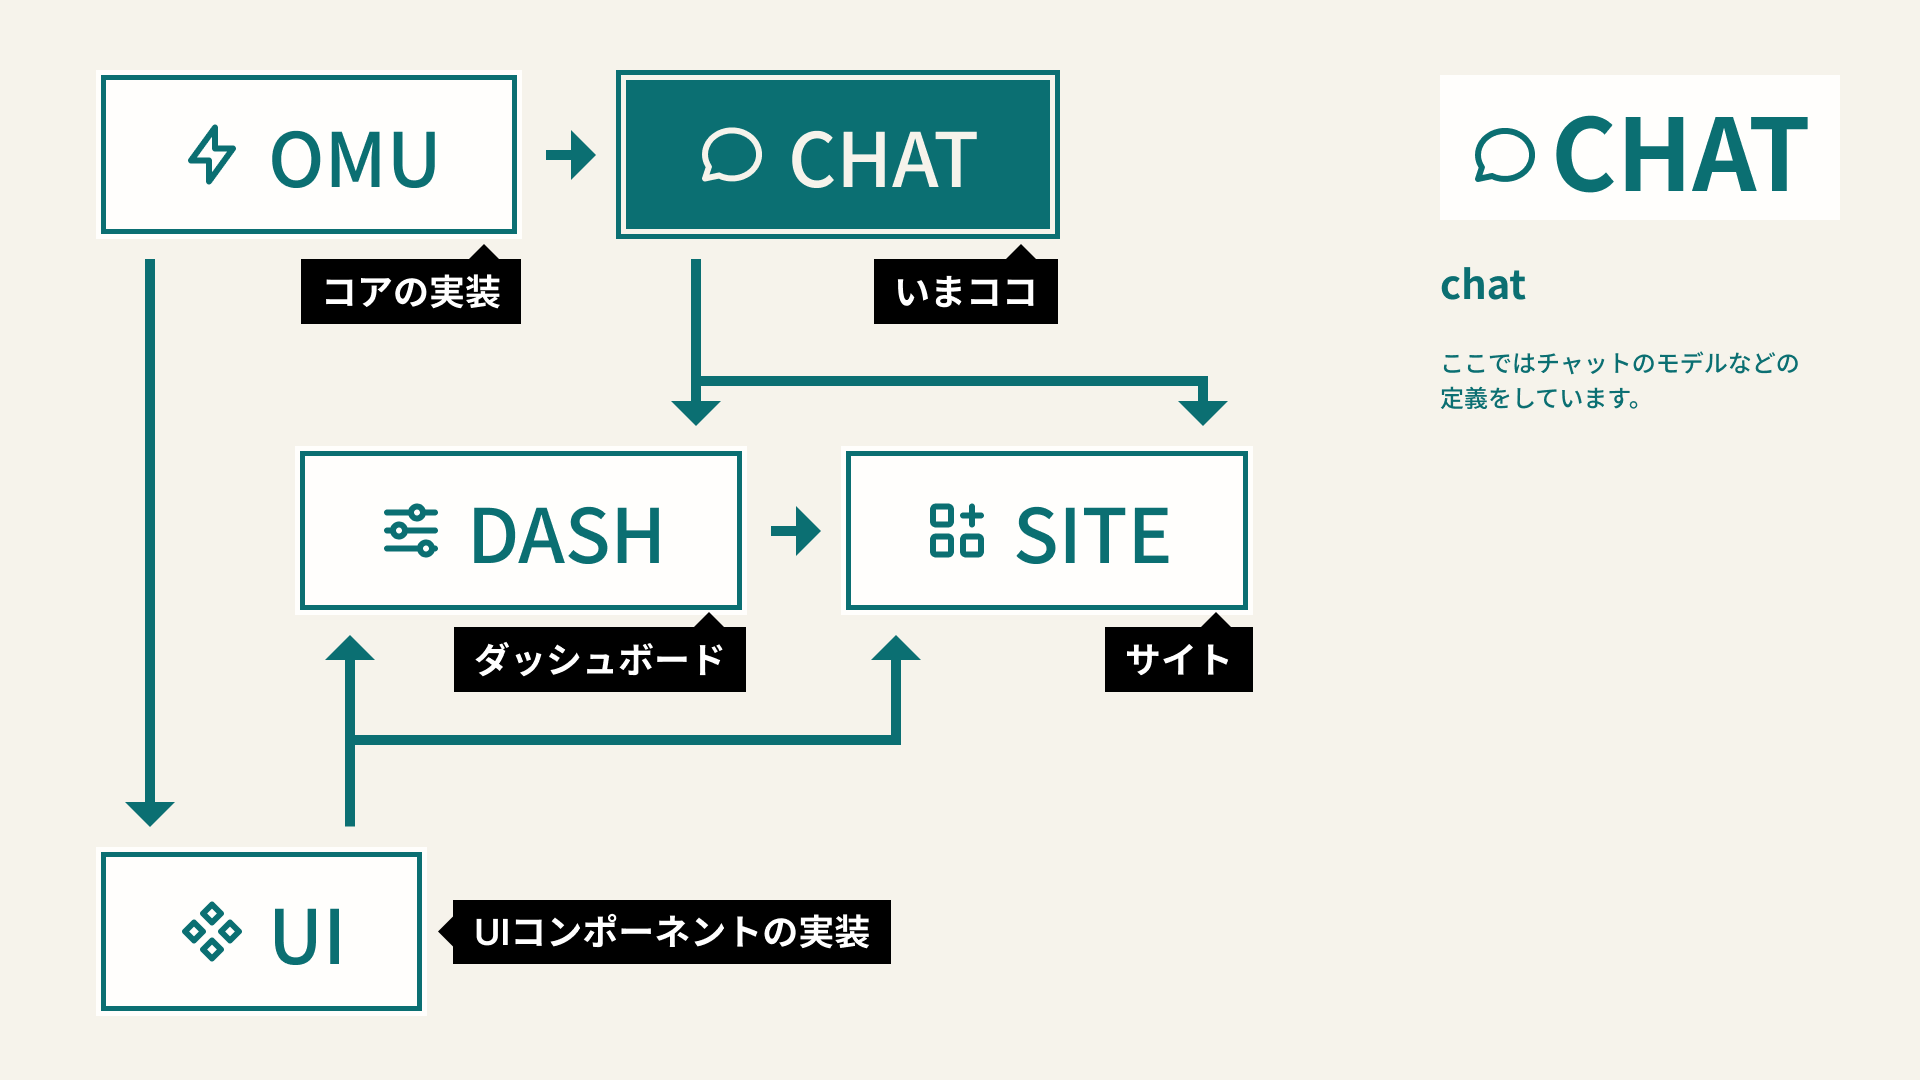 OMU
CHAT
コアの実装
いまココ
DASH
SITE
ダッシュボード
サイト
UI
UIコンポーネントの実装
CHAT
chat
ここではチャットのモデルなどの
定義をしています。